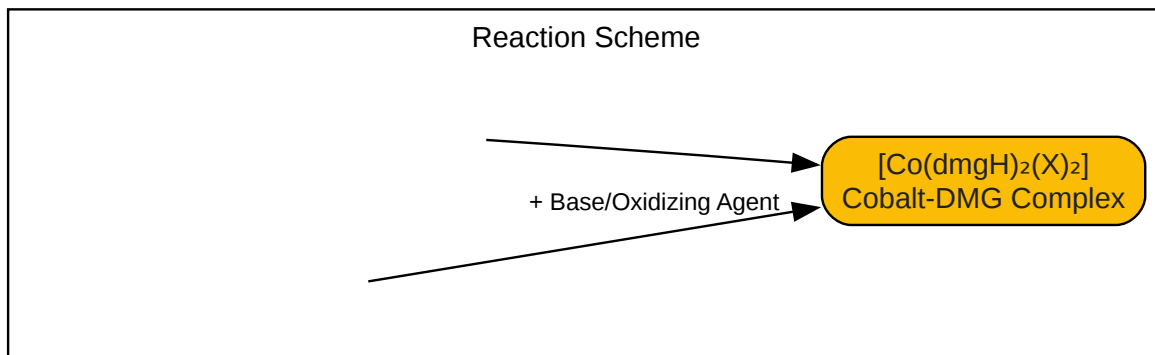 Reaction Scheme
[Co(dmgH)₂(X)₂]
Cobalt-DMG Complex
+ Base/Oxidizing Agent